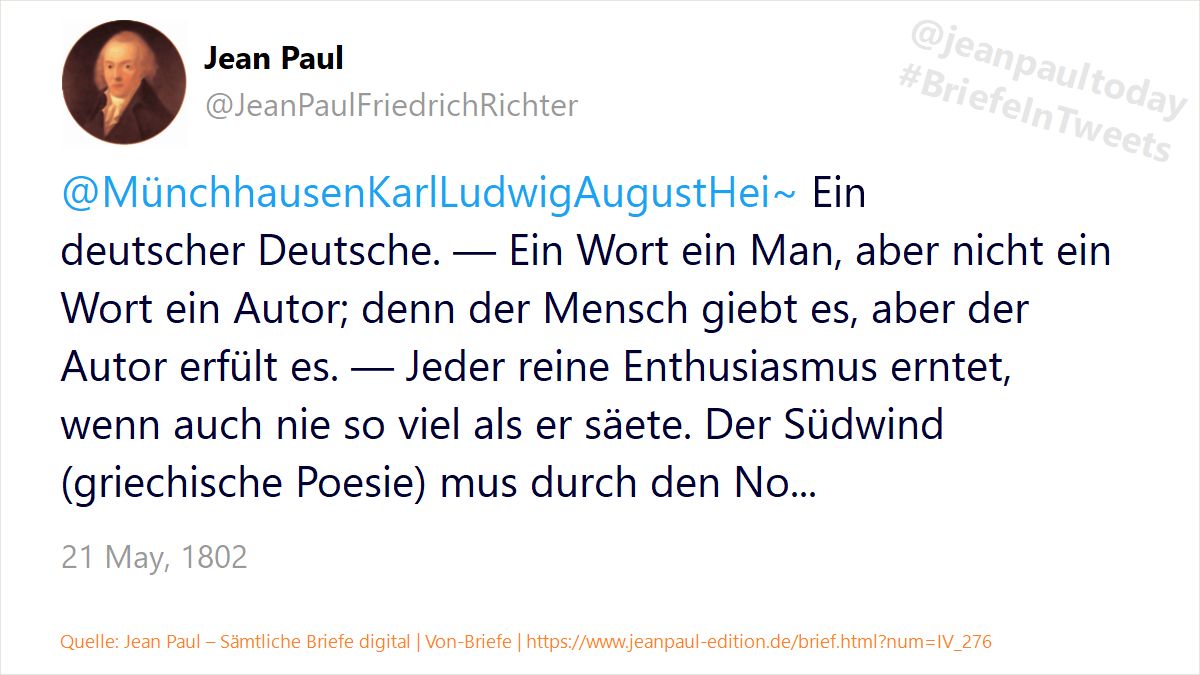 Jean Paul
@JeanPaulFriedrichRichter
@jeanpaultoday
#BriefeInTweets
@MünchhausenKarlLudwigAugustHei~ Ein
deutscher Deutsche. — Ein Wort ein Man, aber nicht ein
Wort ein Autor; denn der Mensch giebt es, aber der
Autor erfült es. — Jeder reine Enthusiasmus erntet,
wenn auch nie so viel als er säete. Der Südwind
(griechische Poesie) mus durch den No...
21 May, 1802
Quelle: Jean Paul – Sämtliche Briefe digital | Von-Briefe | https://www.jeanpaul-edition.de/brief.html?num=IV_276